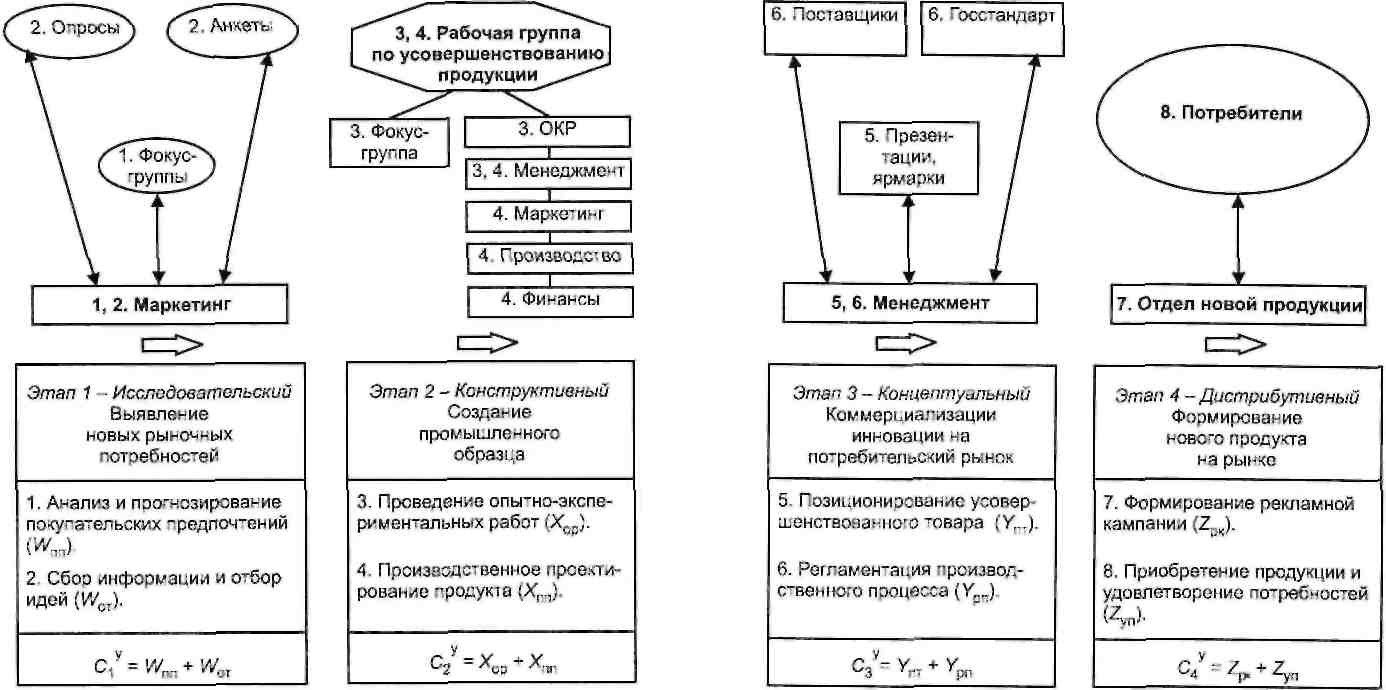 2. Опросы
2. Анкеты
1. Фокус-
группы
1, 2. Маркетинг
3, 4. Рабочая группа
по усовершенствованию
продукции
3. Фокус-
группа
3. ОКР
3, 4. Менеджмент
4. Маркетинг
4. Производство
4. Финансы
6. Поставщики
6. Госстандарт
5. Презен-
тации,
ярмарки
5, 6. Менеджмент
8. Потребители
7. Отдел новой продукции
Этап 1 – Исследовательский
Выявление
новых рыночных
потребностей
1. Анализ и прогнозирование
покупательских предпочтений
(Wпп).
2. Сбор информации и отбор
идей (Wот).
C₁ᵞ = Wпп + Wот
Этап 2 – Конструктивный
Создание
промышленного
образца
3. Проведение опытно-экспе-
риментальных работ (Xор).
4. Производственное проекти-
рование продукта (Xпп).
C₂ᵞ = Xор + Xпп
Этап 3 – Концептуальный
Коммерциализации
инновации на
потребительский рынок
5. Позиционирование усовер-
шенствованного товара (Yпт).
6. Регламентация производ-
ственного процесса (Yрп).
C₃ᵞ = Yпт + Yрп
Этап 4 – Дистрибутивный
Формирование
нового продукта
на рынке
7. Формирование рекламной
кампании (Zрк).
8. Приобретение продукции и
удовлетворение потребностей
(Zуп).
C₄ᵞ = Zрк + Zуп